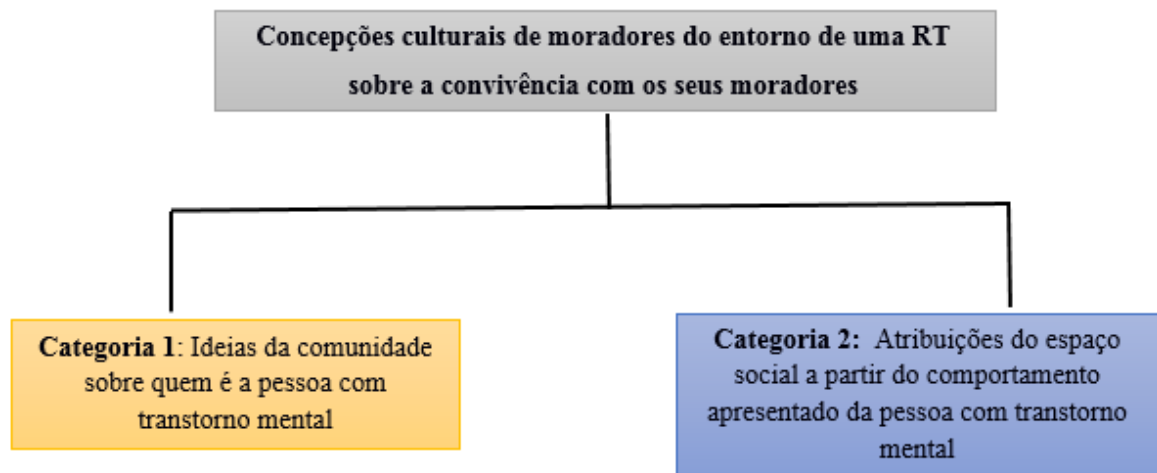 Concepções culturais de moradores do entorno de uma RT
sobre a convivência com os seus moradores
Categoria 1: Ideias da comunidade
sobre quem é a pessoa com
transtorno mental
Categoria 2: Atribuições do espaço
social a partir do comportamento
apresentado da pessoa com transtorno
mental